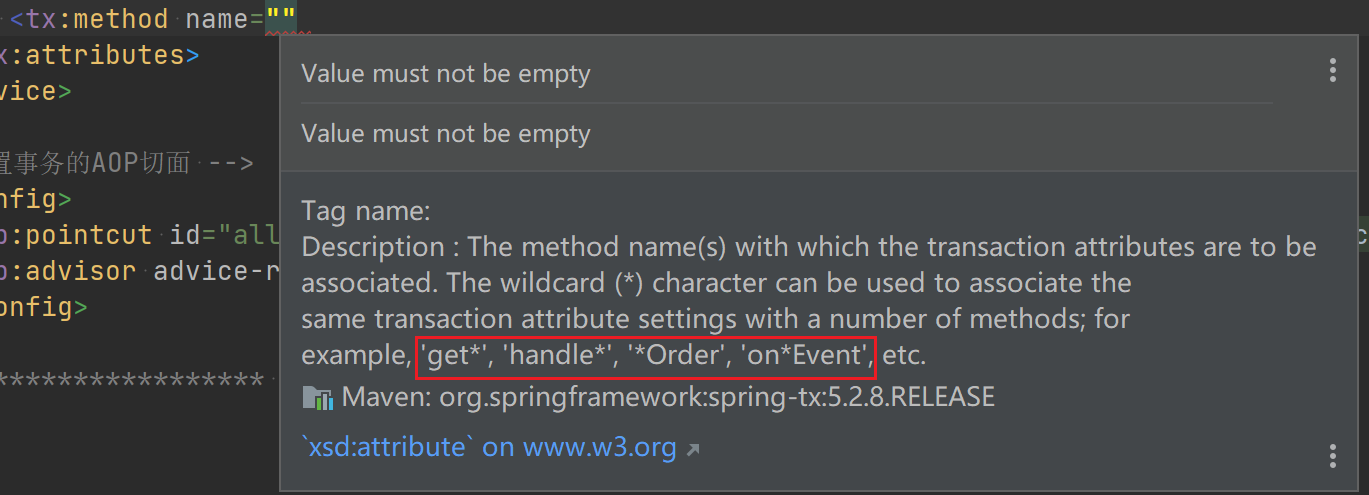 <tx:method name=""
x:attributes>
vice>
置事务的AOP切面 -->
nfig>
p:pointcut id="all
p:advisor advice-r
onfig>
*****************
Value must not be empty
Value must not be empty
Tag name:
Description : The method name(s) with which the transaction attributes are to be
associated. The wildcard (*) character can be used to associate the
same transaction attribute settings with a number of methods; for
example, 'get*', 'handle*', '*Order', 'on*Event', etc.
Maven: org.springframework:spring-tx:5.2.8.RELEASE
`xsd:attribute` on www.w3.org
c